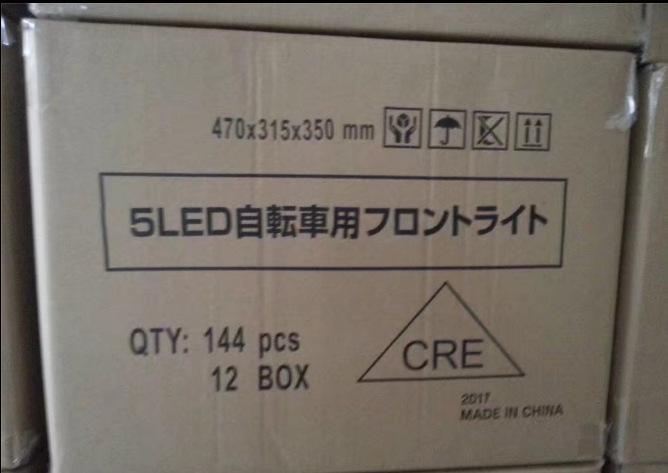 470x315x350 mm
5LED自転車用フロントライト
QTY: 144 pcs
12 BOX
CRE
2017
MADE IN CHINA